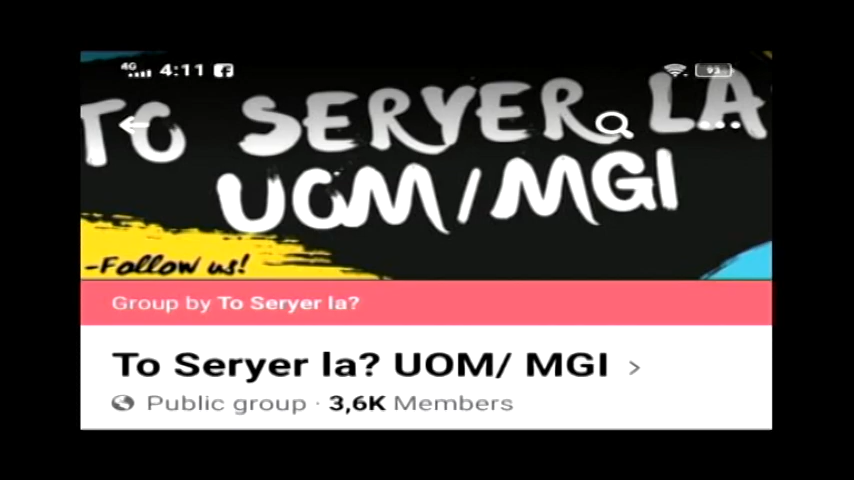 4G 4:11 93
TO SERYER LA
UOM/MGI
-Follow us!
Group by To Seryer la?
To Seryer la? UOM/ MGI >
Public group · 3,6K Members